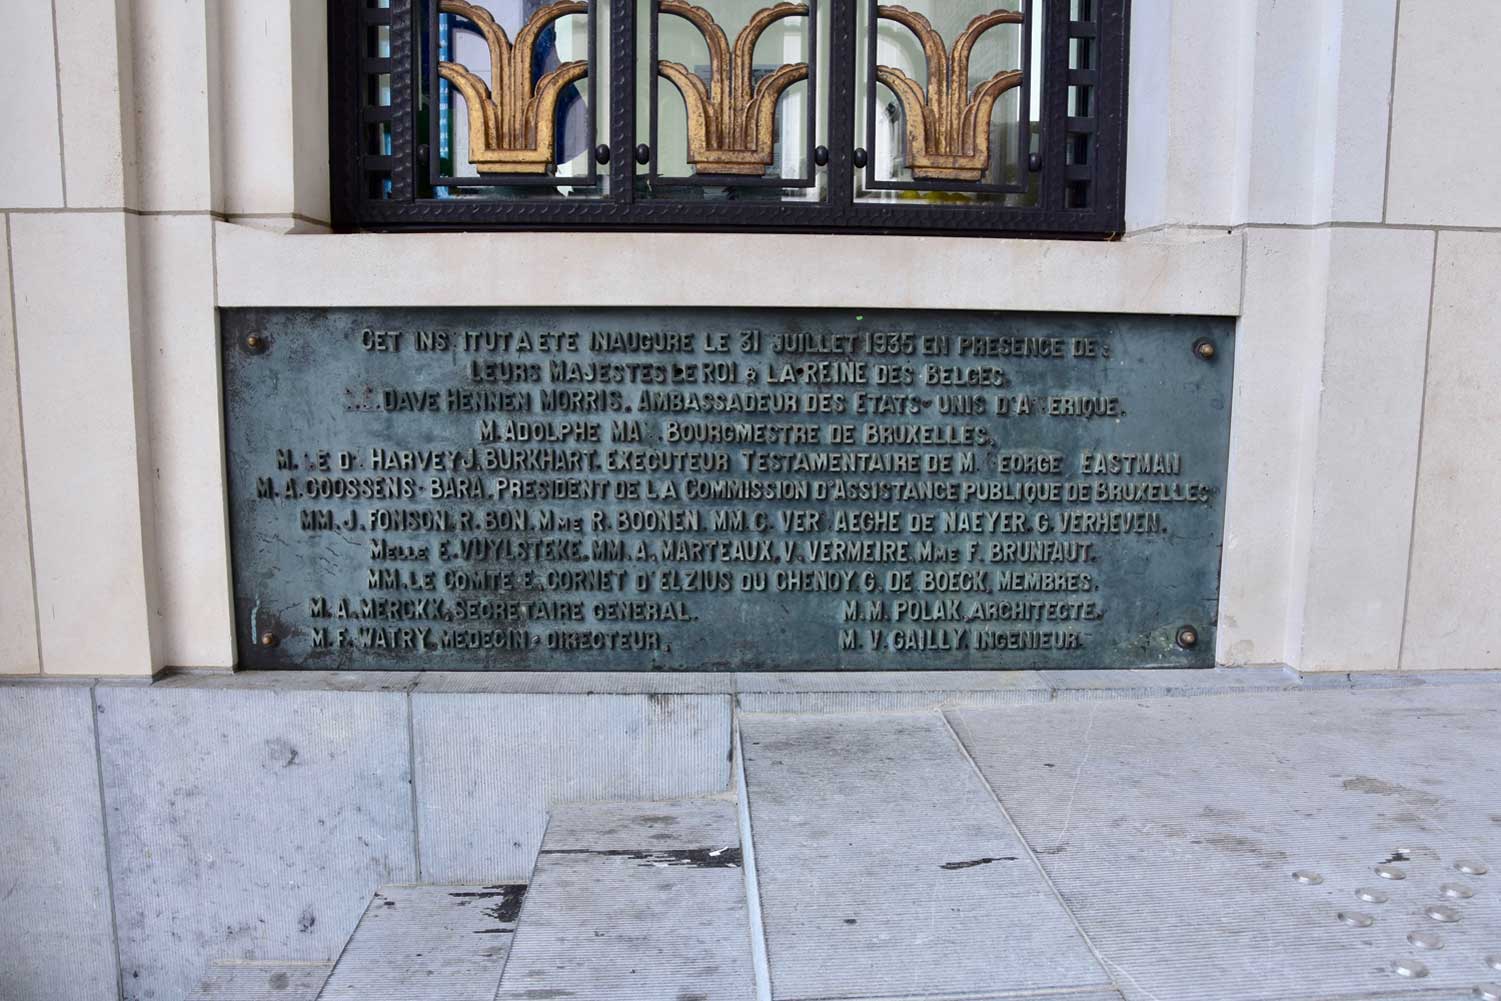 CET INSTITUT A ETE INAUGURE LE 31 JUILLET 1935 EN PRESENCE DE :
LEURS MAJESTES LE ROI & LA REINE DES BELGES.
DAVE HENNEN MORRIS. AMBASSADEUR DES ETATS-UNIS D'AMERIQUE.
M. ADOLPHE MAX. BOURGMESTRE DE BRUXELLES.
M. LE Dr. HARVEY J. BURKHART. EXECUTEUR TESTAMENTAIRE DE M. GEORGE EASTMAN
M. A. GOOSSENS-BARA. PRESIDENT DE LA COMMISSION D'ASSISTANCE PUBLIQUE DE BRUXELLES
MM. J. FONSON. R. BON. MME R. BOONEN. MM. C. VERHAEGHE DE NAEYER. G. VERHEVEN.
MELLE E. VUYLSTEKE. MM. A. MARTEAUX. V. VERMEIRE. MME F. BRUNFAUT.
MM. LE COMTE E. CORNET D'ELZIUS DU CHENOY G. DE BOECK, MEMBRES.
M. A. MERCKX, SECRETAIRE GENERAL. M. M. POLAK, ARCHITECTE.
M. F. WATRY, MEDECIN-DIRECTEUR, M. V. GAILLY, INGENIEUR.